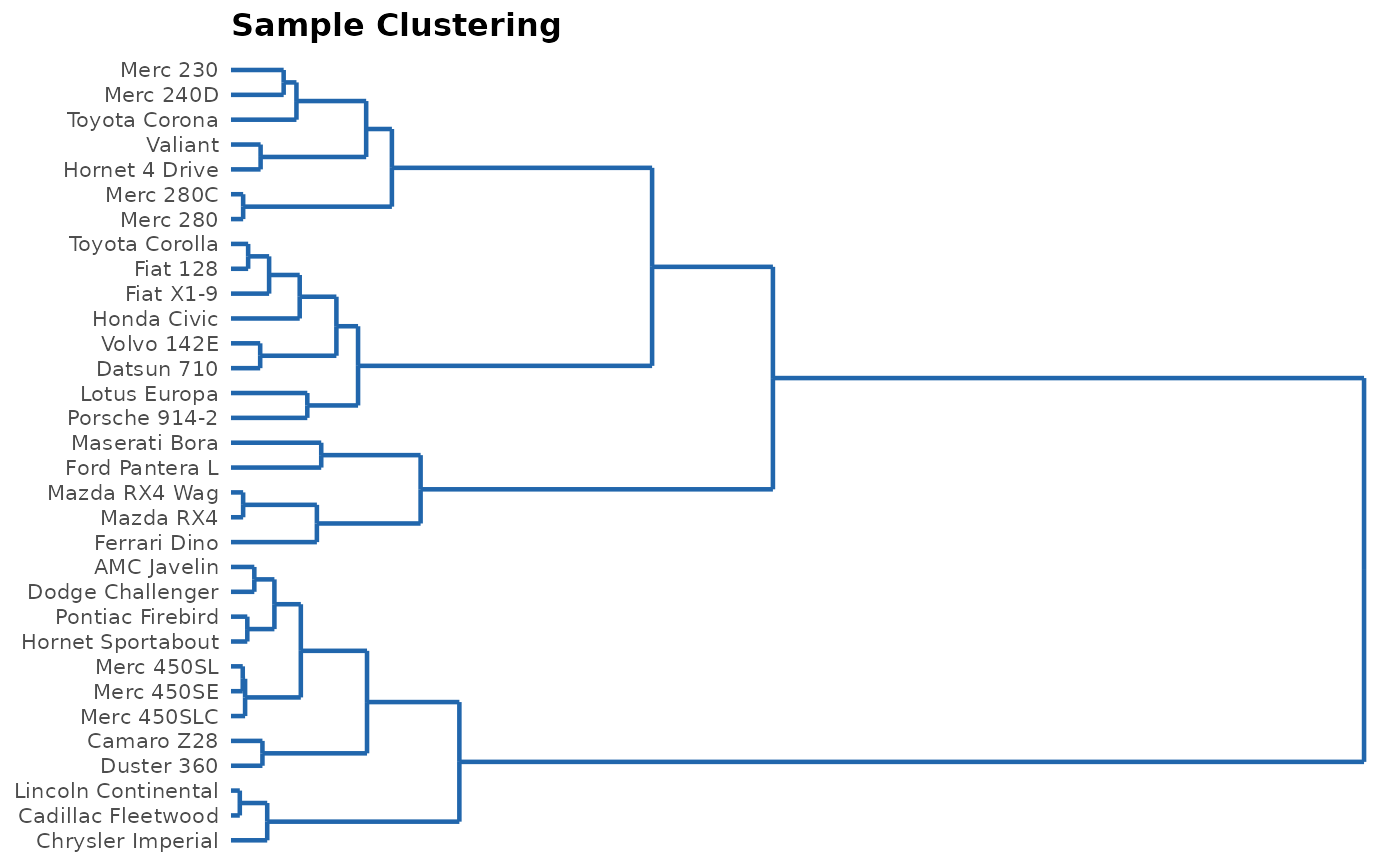 Sample Clustering
Merc 230
Merc 240D
Toyota Corona
Valiant
Hornet 4 Drive
Merc 280C
Merc 280
Toyota Corolla
Fiat 128
Fiat X1-9
Honda Civic
Volvo 142E
Datsun 710
Lotus Europa
Porsche 914-2
Maserati Bora
Ford Pantera L
Mazda RX4 Wag
Mazda RX4
Ferrari Dino
AMC Javelin
Dodge Challenger
Pontiac Firebird
Hornet Sportabout
Merc 450SL
Merc 450SE
Merc 450SLC
Camaro Z28
Duster 360
Lincoln Continental
Cadillac Fleetwood
Chrysler Imperial